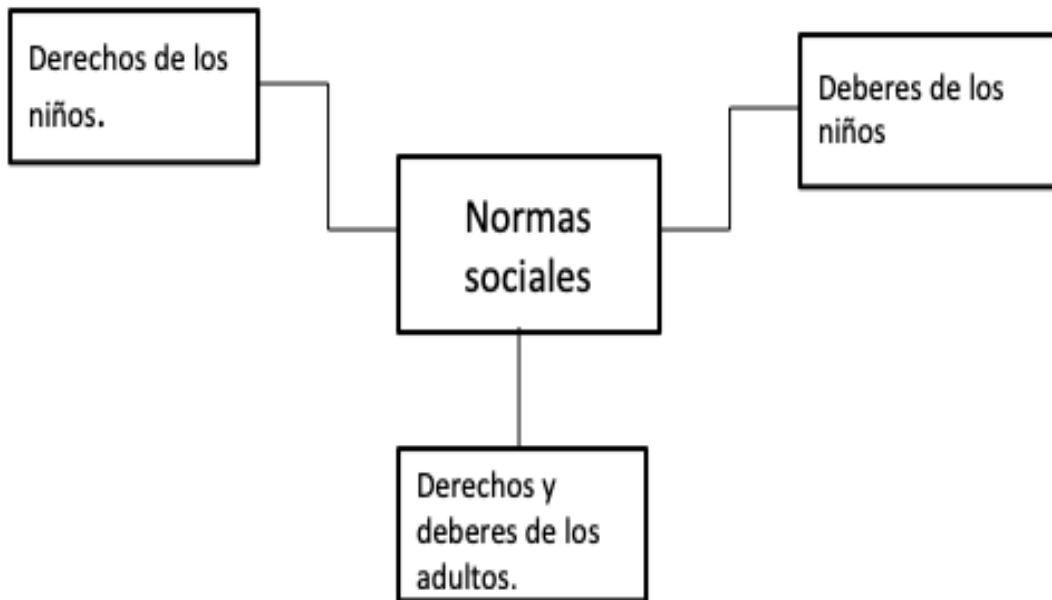 Derechos de los
niños.
Deberes de los
niños
Normas
sociales
Derechos y
deberes de los
adultos.